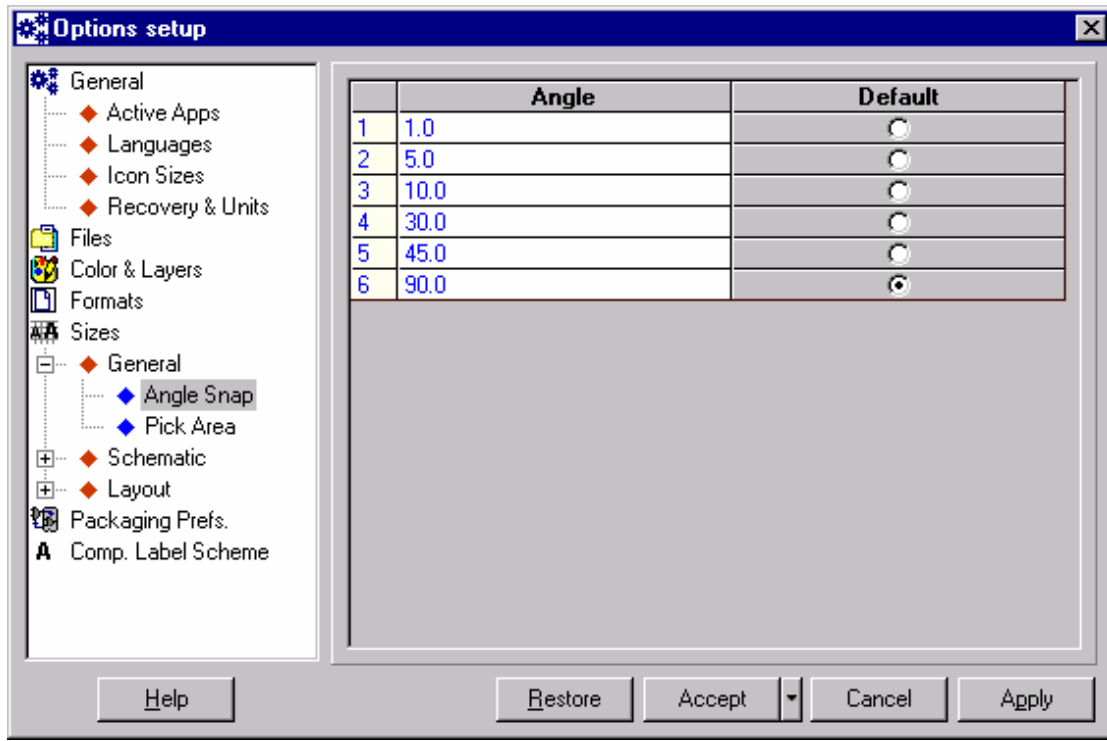 Options setup
General
Active Apps
Languages
Icon Sizes
Recovery & Units
Files
Color & Layers
Formats
Sizes
General
Angle Snap
Pick Area
Schematic
Layout
Packaging Prefs.
A Comp. Label Scheme
Angle Default
1 1.0
2 5.0
3 10.0
4 30.0
5 45.0
6 90.0
Help Restore Accept Cancel Apply